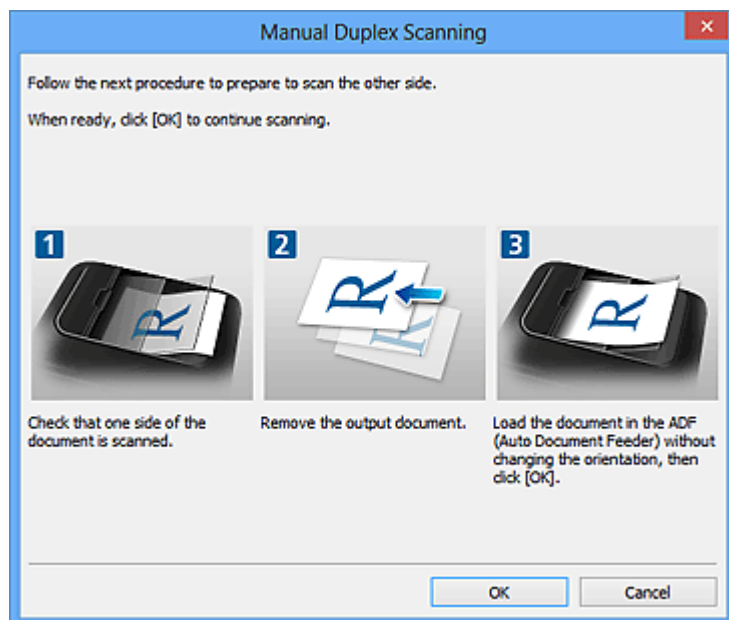 Manual Duplex Scanning
Follow the next procedure to prepare to scan the other side.
When ready, click [OK] to continue scanning.
1
R
Check that one side of the
document is scanned.
2
R
R
Remove the output document.
3
R
Load the document in the ADF
(Auto Document Feeder) without
changing the orientation, then
click [OK].
OK
Cancel